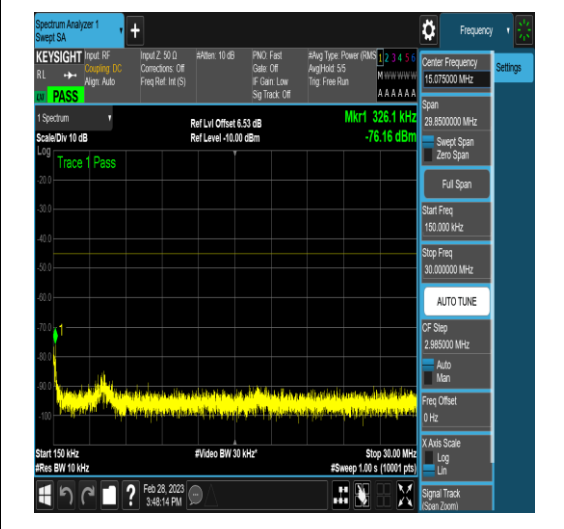 Spectrum Analyzer 1
Swept SA
+
Frequency
KEYSIGHT
RL
PASS
Input: RF
Coupling: DC
Align: Auto
Input Z: 50 Ω
Corrections: Off
Freq Ref: Int (S)
#Atten: 10 dB
PNO: Fast
Gate: Off
IF Gain: Low
Sig Track: Off
#Avg Type: Power (RMS
Avg|Hold: 5/5
Trig: Free Run
1 2 3 4 5 6
M W W W W W
A A A A A A
1 Spectrum
Scale/Div 10 dB
Ref Lvl Offset 6.53 dB
Ref Level -10.00 dBm
Mkr1 326.1 kHz
-76.16 dBm
Log
Trace 1 Pass
-20.0
-30.0
-40.0
-50.0
-60.0
-70.0
-80.0
-90.0
-100
1
Start 150 kHz
#Res BW 10 kHz
#Video BW 30 kHz*
Stop 30.00 MHz
#Sweep 1.00 s (10001 pts)
Feb 28, 2023
3:48:14 PM
?
Center Frequency
15.075000 MHz
Span
29.8500000 MHz
Swept Span
Zero Span
Full Span
Start Freq
150.000 kHz
Stop Freq
30.000000 MHz
AUTO TUNE
CF Step
2.985000 MHz
Auto
Man
Freq Offset
0 Hz
X Axis Scale
Log
Lin
Signal Track
(Span Zoom)
Settings